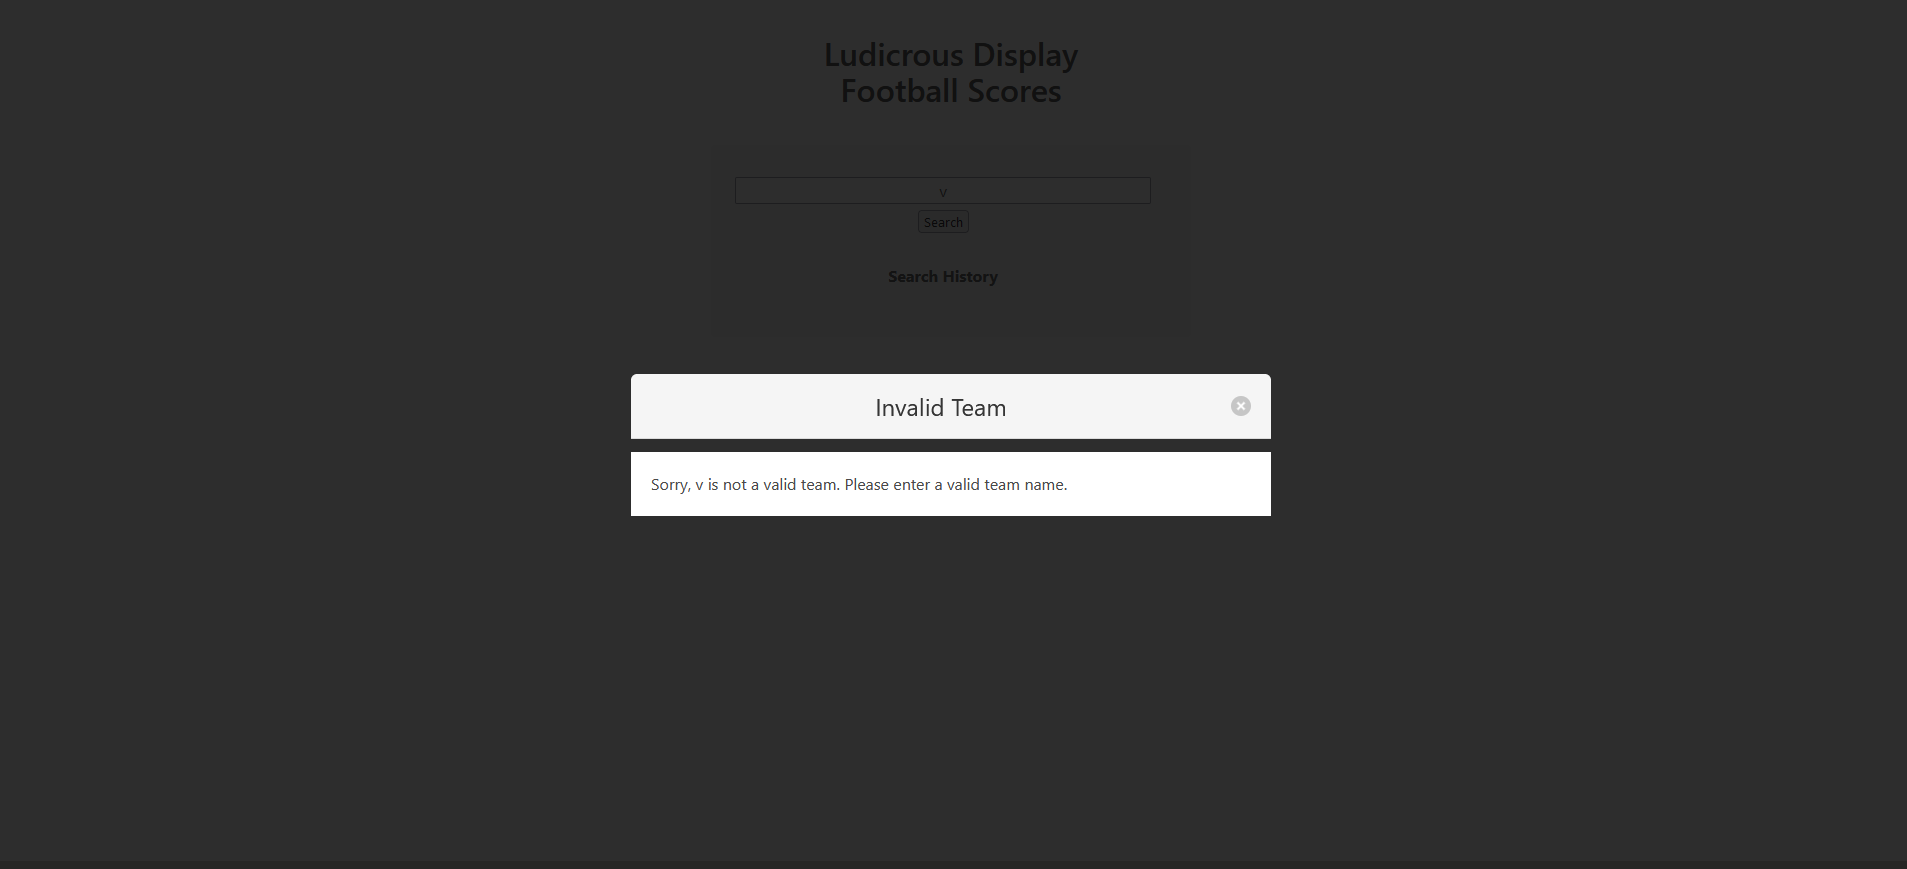 Ludicrous Display
Football Scores
v
Search
Search History
Invalid Team
Sorry, v is not a valid team. Please enter a valid team name.